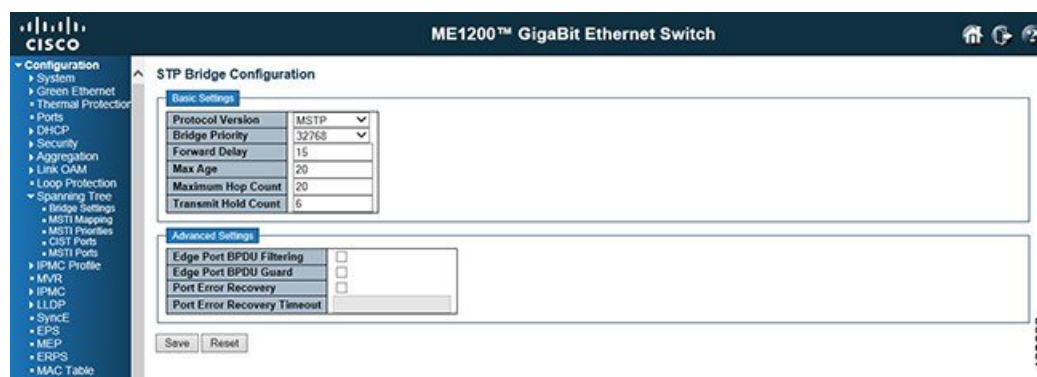 CISCO
ME1200™ GigaBit Ethernet Switch
Configuration
System
Green Ethernet
Thermal Protection
Ports
DHCP
Security
Aggregation
Link OAM
Loop Protection
Spanning Tree
Bridge Settings
MSTI Mapping
MSTI Priorities
CIST Ports
MSTI Ports
IPMC Profile
MVR
IPMC
LLDP
SyncE
EPS
MEP
ERPS
MAC Table
STP Bridge Configuration
Basic Settings
Protocol Version MSTP
Bridge Priority 32768
Forward Delay 15
Max Age 20
Maximum Hop Count 20
Transmit Hold Count 6
Advanced Settings
Edge Port BPDU Filtering
Edge Port BPDU Guard
Port Error Recovery
Port Error Recovery Timeout
Save Reset